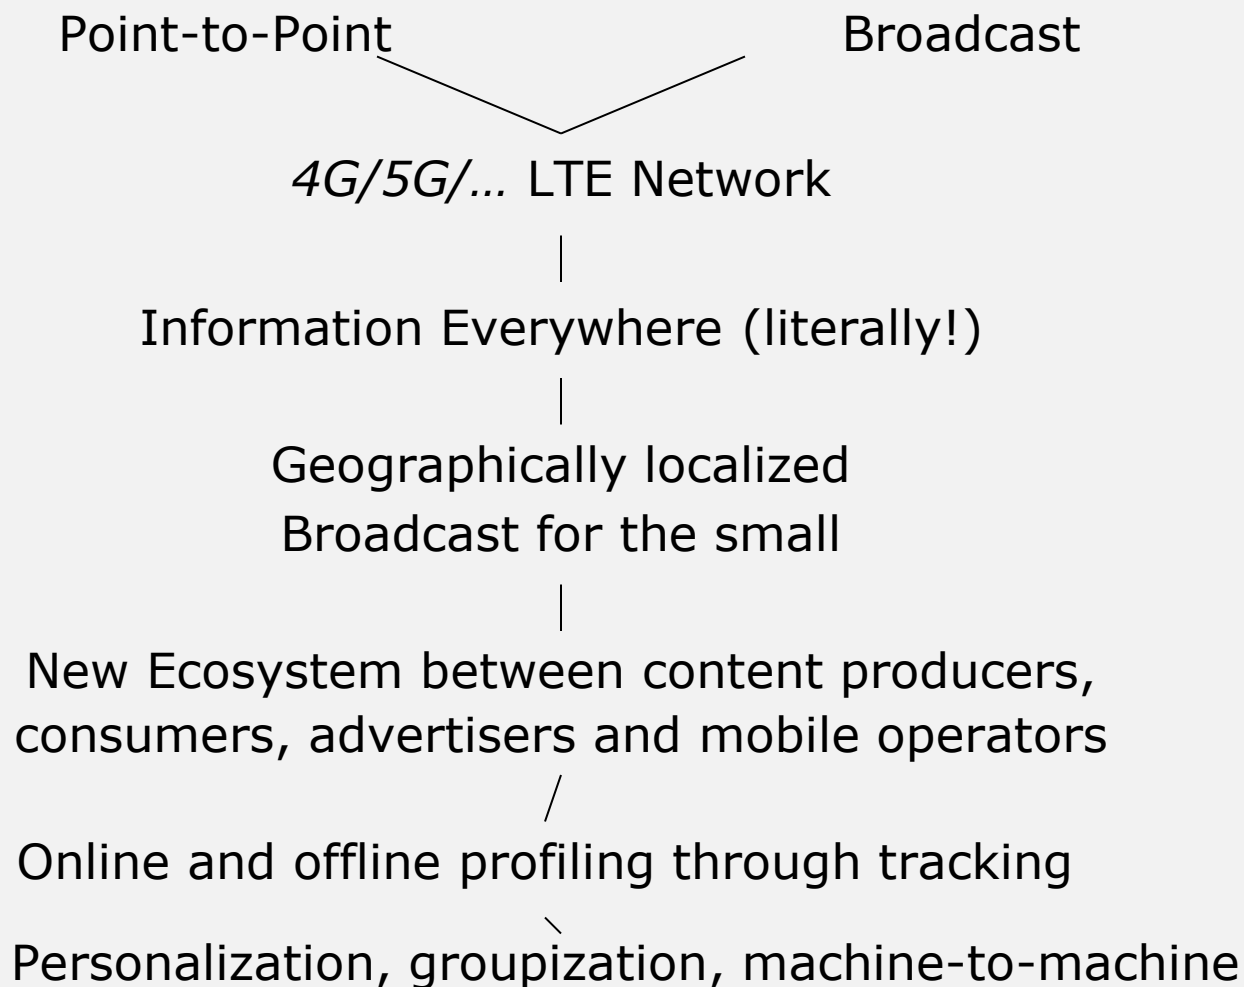 Point-to-Point Broadcast
4G/5G/… LTE Network
Information Everywhere (literally!)
Geographically localized
Broadcast for the small
New Ecosystem between content producers,
consumers, advertisers and mobile operators
Online and offline profiling through tracking
Personalization, groupization, machine-to-machine